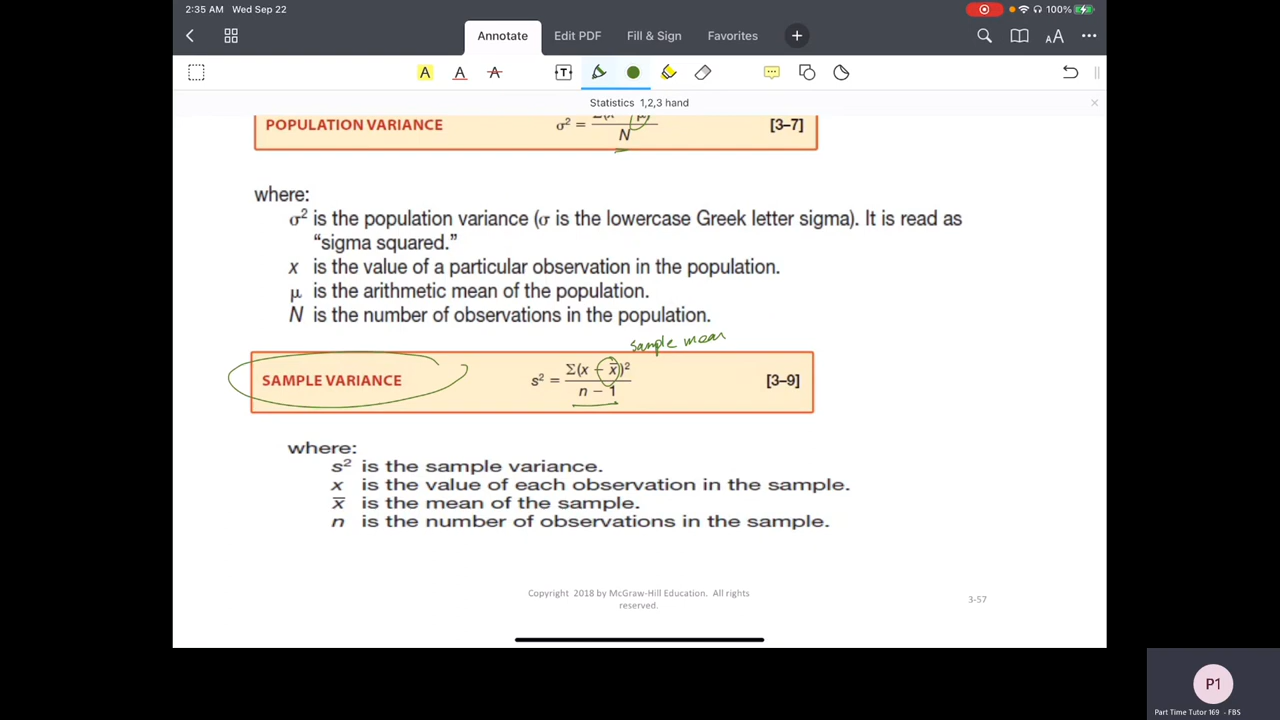 2:35 AM Wed Sep 22
100%
Annotate Edit PDF Fill & Sign Favorites
Statistics 1,2,3 hand
POPULATION VARIANCE σ² = Σ(x − μ) / N [3–7]
where:
σ² is the population variance (σ is the lowercase Greek letter sigma). It is read as
“sigma squared.”
x is the value of a particular observation in the population.
μ is the arithmetic mean of the population.
N is the number of observations in the population.
sample mean
SAMPLE VARIANCE s² = Σ(x − x̄)² / n − 1 [3–9]
where:
s² is the sample variance.
x is the value of each observation in the sample.
x̄ is the mean of the sample.
n is the number of observations in the sample.
Copyright 2018 by McGraw-Hill Education. All rights
reserved.
3-57
P1
Part Time Tutor 169 - FBS